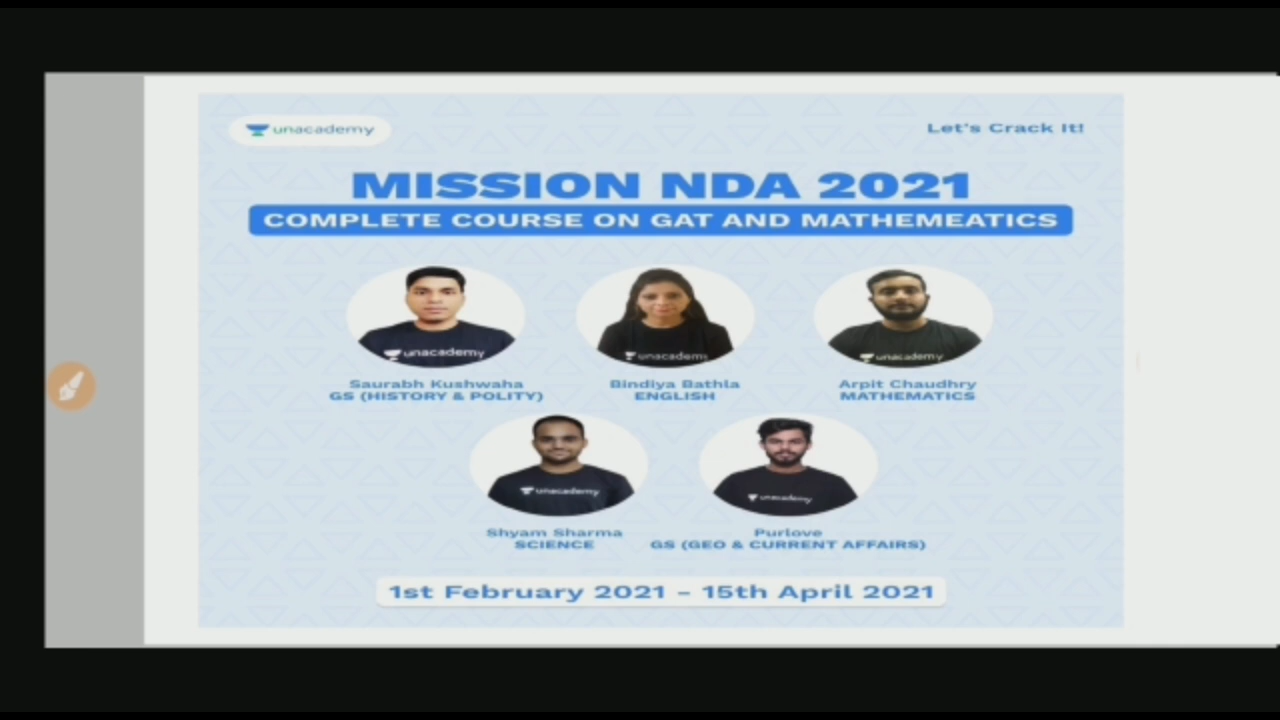 unacademy
Let's Crack It!
MISSION NDA 2021
COMPLETE COURSE ON GAT AND MATHEMEATICS
unacademy
unacademy
unacademy
Saurabh Kushwaha
GS (HISTORY & POLITY)
Bindiya Bathla
ENGLISH
Arpit Chaudhry
MATHEMATICS
unacademy
unacademy
Shyam Sharma
SCIENCE
Purlove
GS (GEO & CURRENT AFFAIRS)
1st February 2021 - 15th April 2021